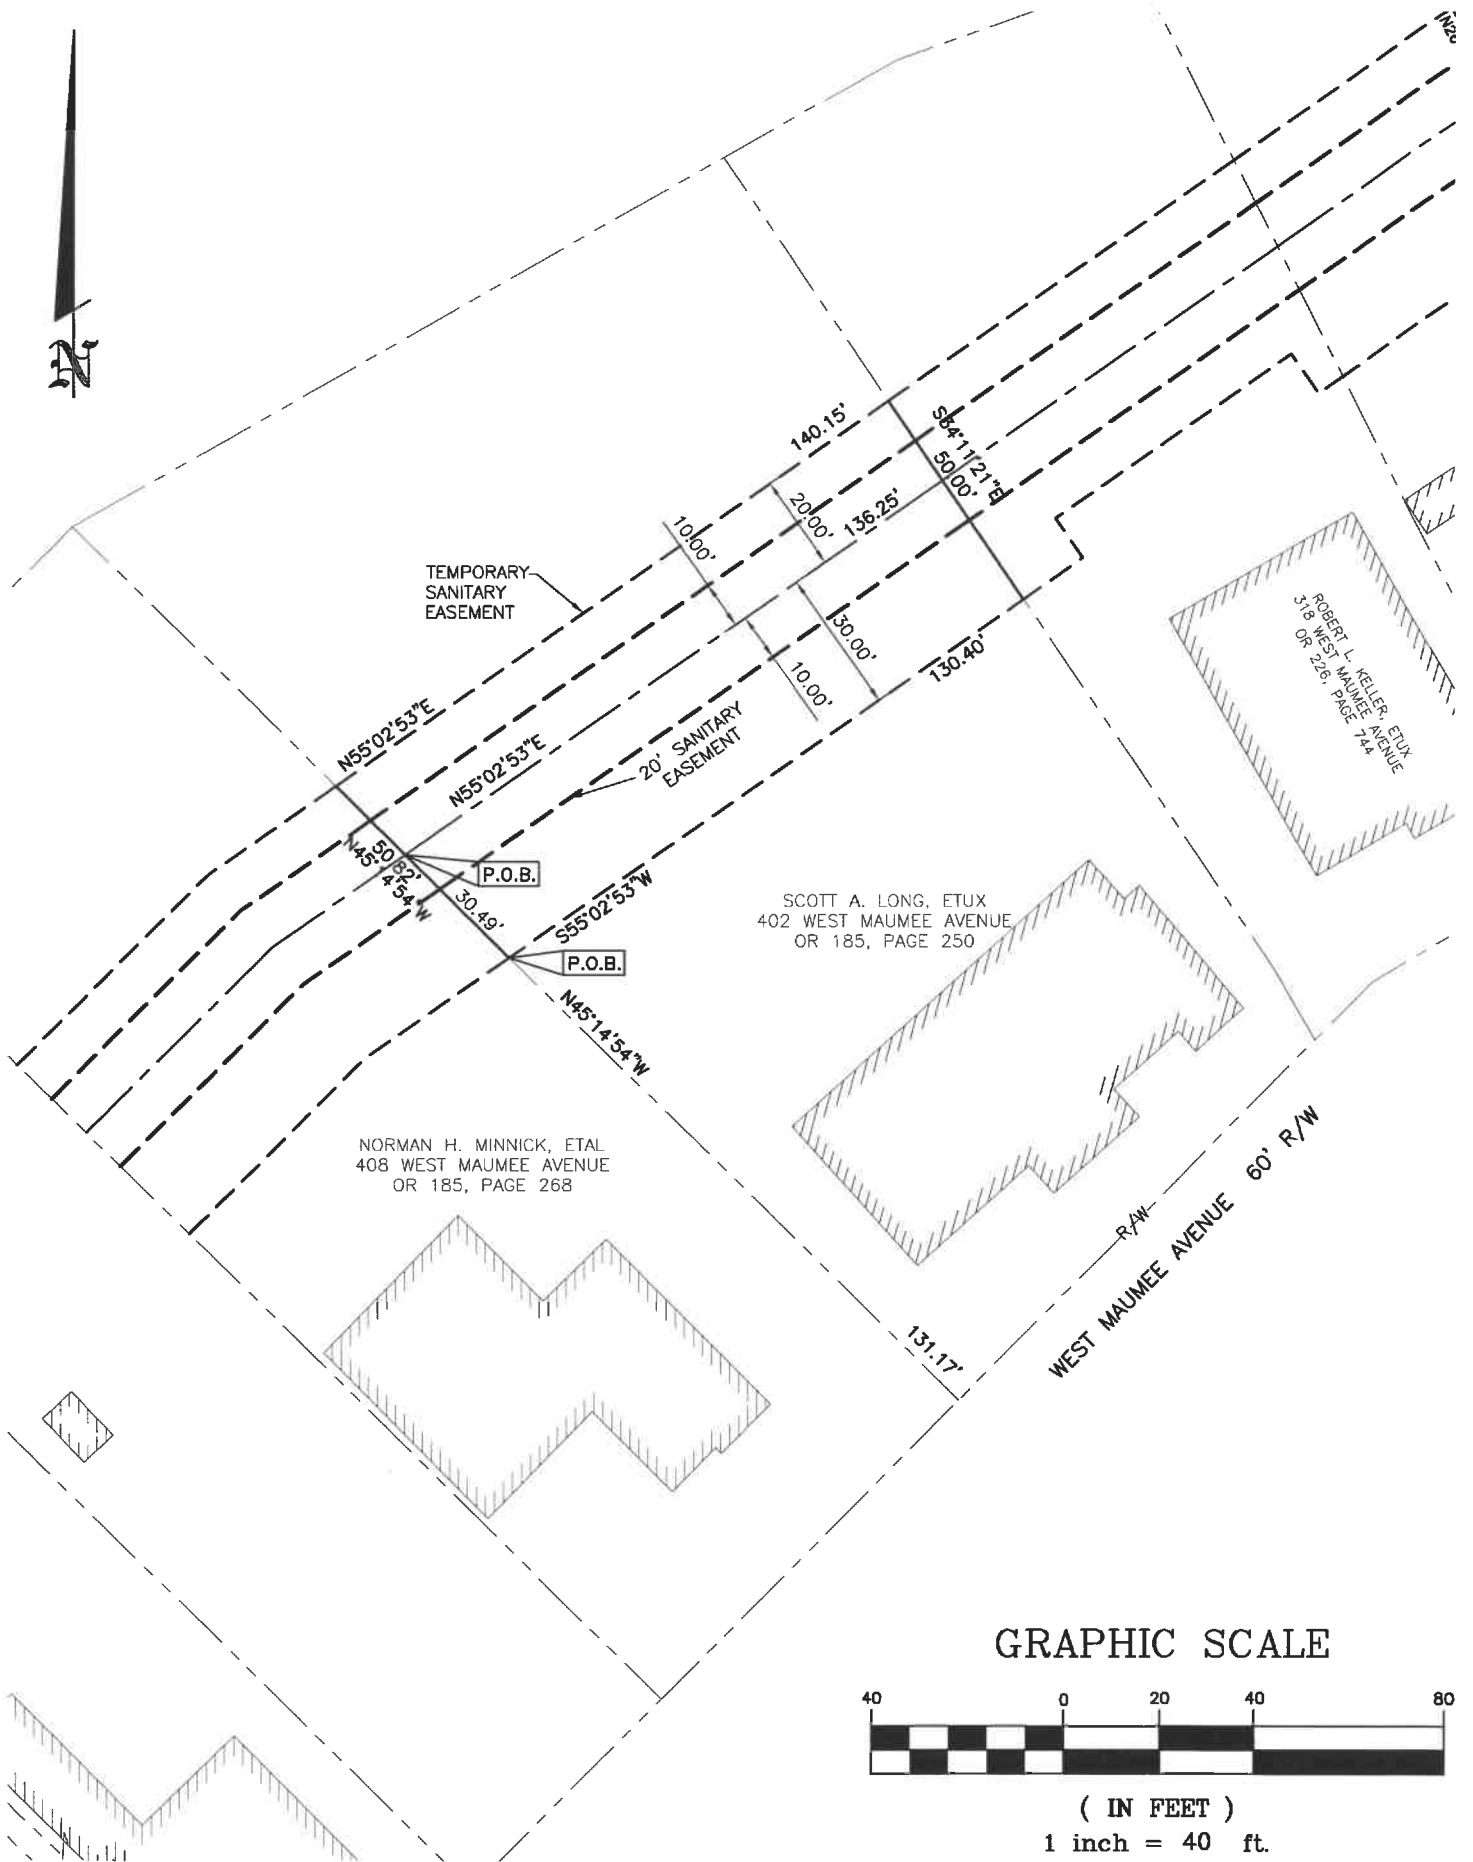 N
140.15'
S34°11'21"E
50.00'
20.00'
136.25'
10.00'
TEMPORARY
SANITARY
EASEMENT
30.00'
10.00'
130.40'
ROBERT L. KELLER, ETUX
318 WEST MAUMEE AVENUE
OR 226, PAGE 744
N55°02'53"E
N55°02'53"E
20' SANITARY
EASEMENT
50.82'
N45°14'54"W
P.O.B.
30.49'
S55°02'53"W
P.O.B.
SCOTT A. LONG, ETUX
402 WEST MAUMEE AVENUE
OR 185, PAGE 250
N45°14'54"W
NORMAN H. MINNICK, ETAL
408 WEST MAUMEE AVENUE
OR 185, PAGE 268
R/W
WEST MAUMEE AVENUE 60' R/W
131.17'
GRAPHIC SCALE
40 0 20 40 80
( IN FEET )
1 inch = 40 ft.